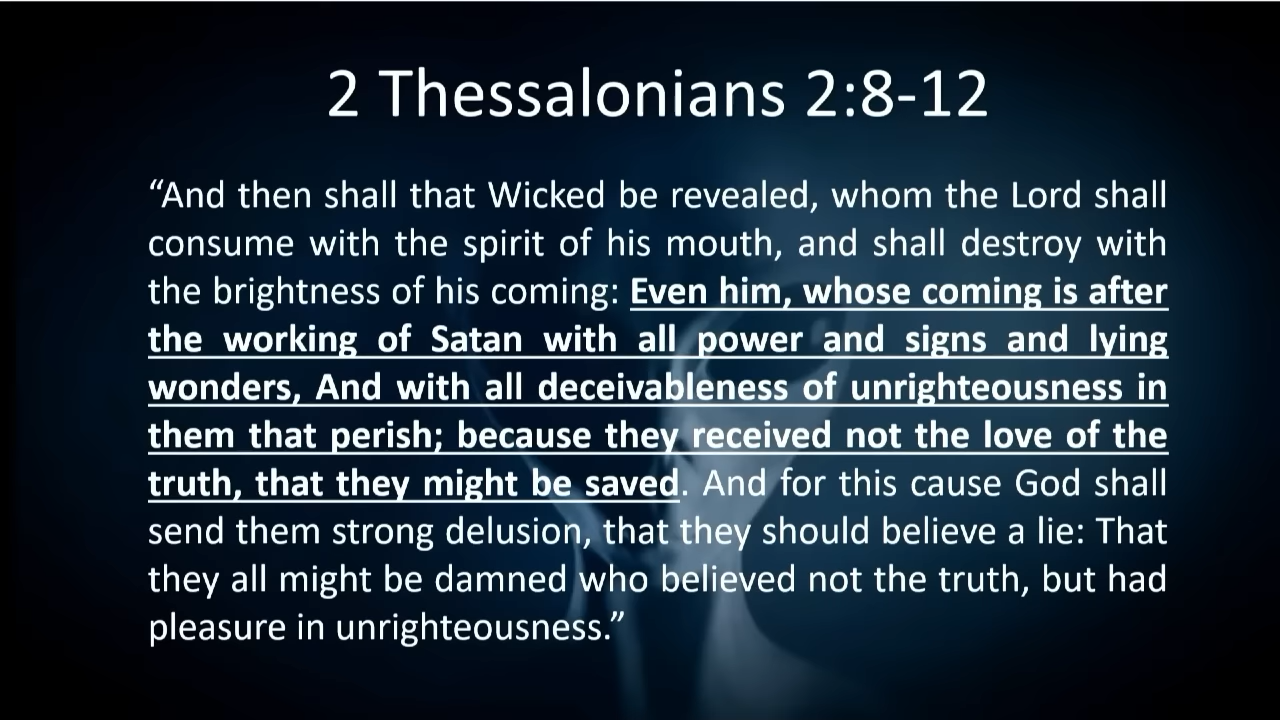 2 Thessalonians 2:8-12
“And then shall that Wicked be revealed, whom the Lord shall
consume with the spirit of his mouth, and shall destroy with
the brightness of his coming: Even him, whose coming is after
the working of Satan with all power and signs and lying
wonders, And with all deceivableness of unrighteousness in
them that perish; because they received not the love of the
truth, that they might be saved. And for this cause God shall
send them strong delusion, that they should believe a lie: That
they all might be damned who believed not the truth, but had
pleasure in unrighteousness.”